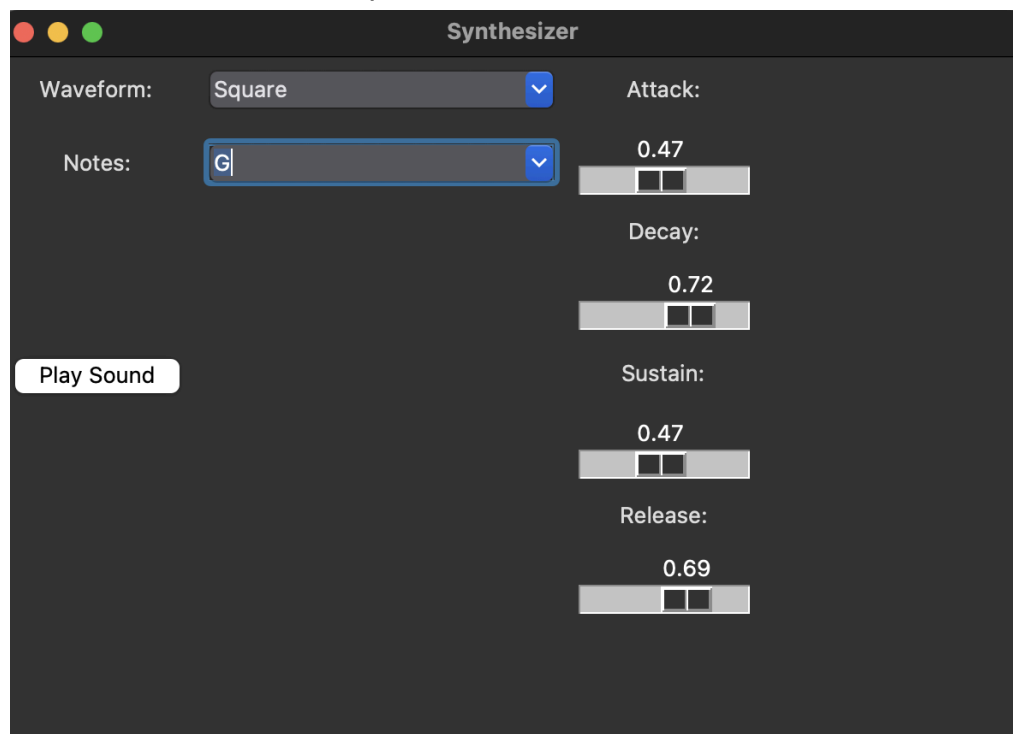 Synthesizer
Waveform: Square Attack:
Notes: G 0.47
Decay:
0.72
Play Sound Sustain:
0.47
Release:
0.69